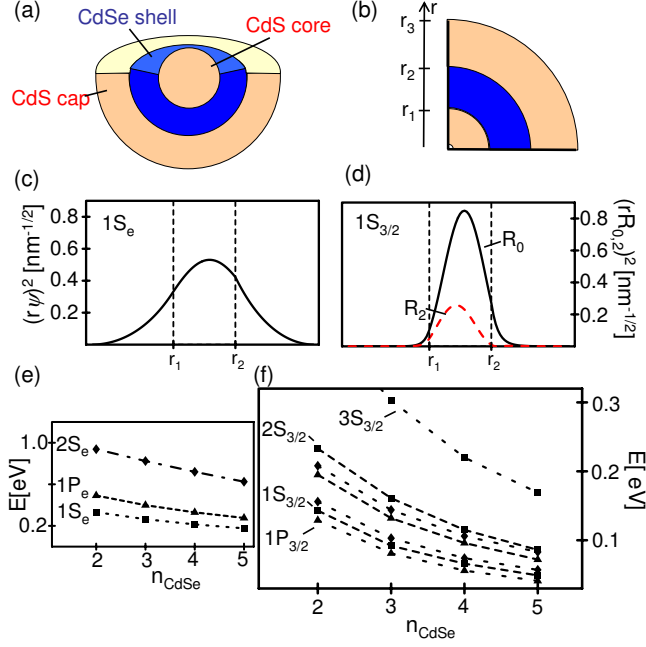 (a)
CdSe shell
CdS core
CdS cap
(b)
r
r3
r2
r1
(c)
1Se
(rψ)² [nm-1/2]
0.8
0.6
0.4
0.2
r1 r2
(d)
1S3/2
R0
R2
(rR0,2)² [nm-1/2]
0.8
0.6
0.4
0.2
r1 r2
(e)
E[eV]
1.0
0.2
2Se
1Pe
1Se
2 3 4 5
nCdSe
(f)
2S3/2
3S3/2
1S3/2
1P3/2
0.3
0.2
0.1
E[ eV]
2 3 4 5
nCdSe